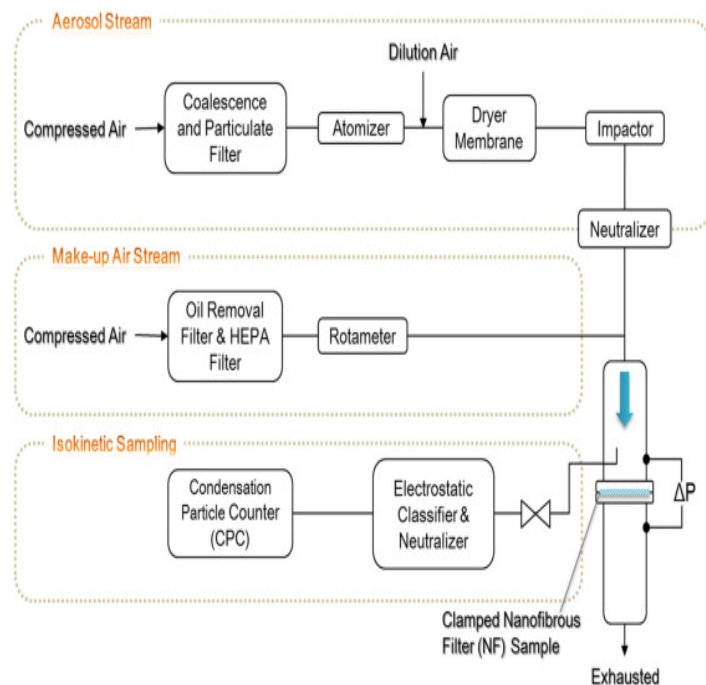 Aerosol Stream
Dilution Air
Compressed Air
Coalescence
and Particulate
Filter
Atomizer
Dryer
Membrane
Impactor
Neutralizer
Make-up Air Stream
Compressed Air
Oil Removal
Filter & HEPA
Filter
Rotameter
Isokinetic Sampling
Condensation
Particle Counter
(CPC)
Electrostatic
Classifier &
Neutralizer
ΔP
Clamped Nanofibrous
Filter (NF) Sample
Exhausted